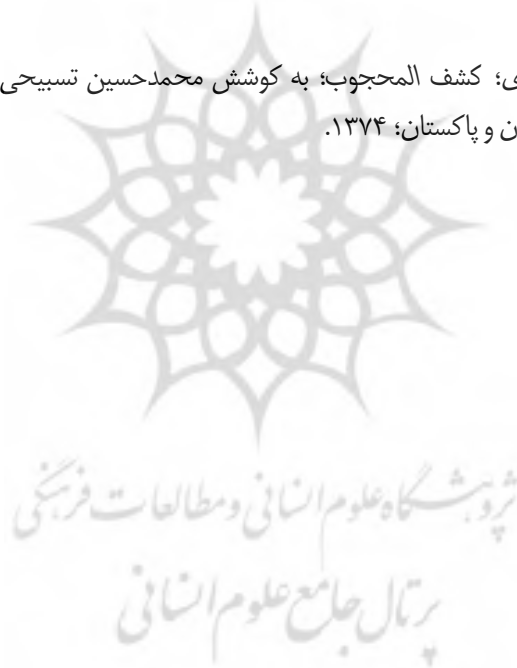 ی؛ کشف المحجوب؛ به کوشش محمدحسین تسبیحی
ن و پاکستان؛ ۱۳۷۴.
پژوهشگاه علوم انسانی و مطالعات فرهنگی
پرتال جامع علوم انسانی